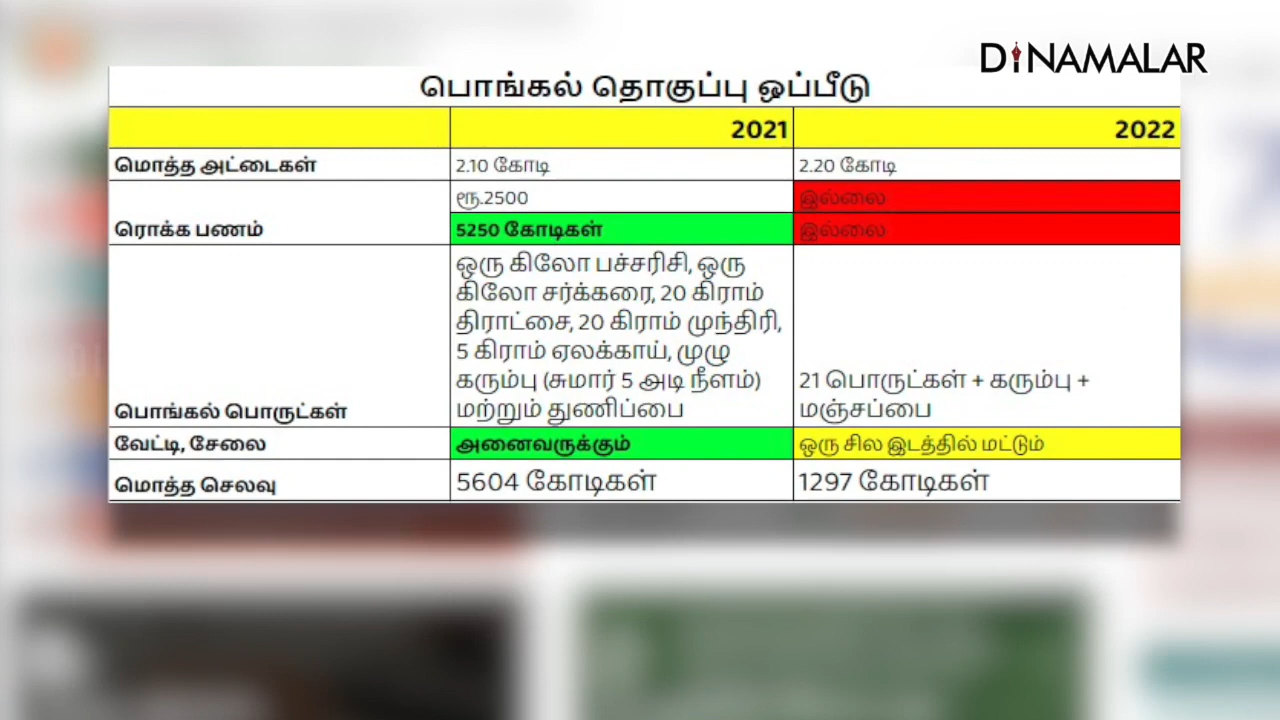 DINAMALAR
பொங்கல் தொகுப்பு ஒப்பீடு
2021 2022
மொத்த அட்டைகள் 2.10 கோடி 2.20 கோடி
ரூ.2500 இல்லை
ரொக்க பணம் 5250 கோடிகள் இல்லை
ஒரு கிலோ பச்சரிசி, ஒரு
கிலோ சர்க்கரை, 20 கிராம்
திராட்சை, 20 கிராம் முந்திரி,
5 கிராம் ஏலக்காய், முழு
கரும்பு (சுமார் 5 அடி நீளம்) 21 பொருட்கள் + கரும்பு +
பொங்கல் பொருட்கள் மற்றும் துணிப்பை மஞ்சப்பை
வேட்டி, சேலை அனைவருக்கும் ஒரு சில இடத்தில் மட்டும்
மொத்த செலவு 5604 கோடிகள் 1297 கோடிகள்